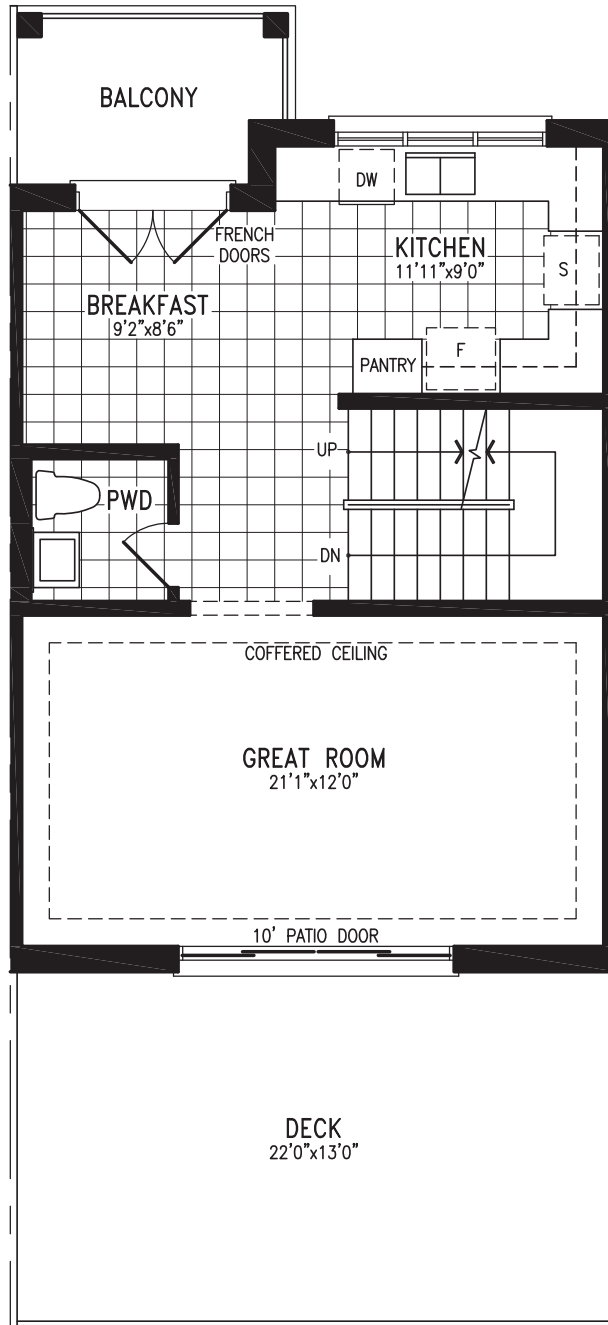 BALCONY
DW
FRENCH
DOORS
KITCHEN
11'11"x9'0"
S
BREAKFAST
9'2"x8'6"
PANTRY
F
UP
PWD
DN
COFFERED CEILING
GREAT ROOM
21'1"x12'0"
10' PATIO DOOR
DECK
22'0"x13'0"